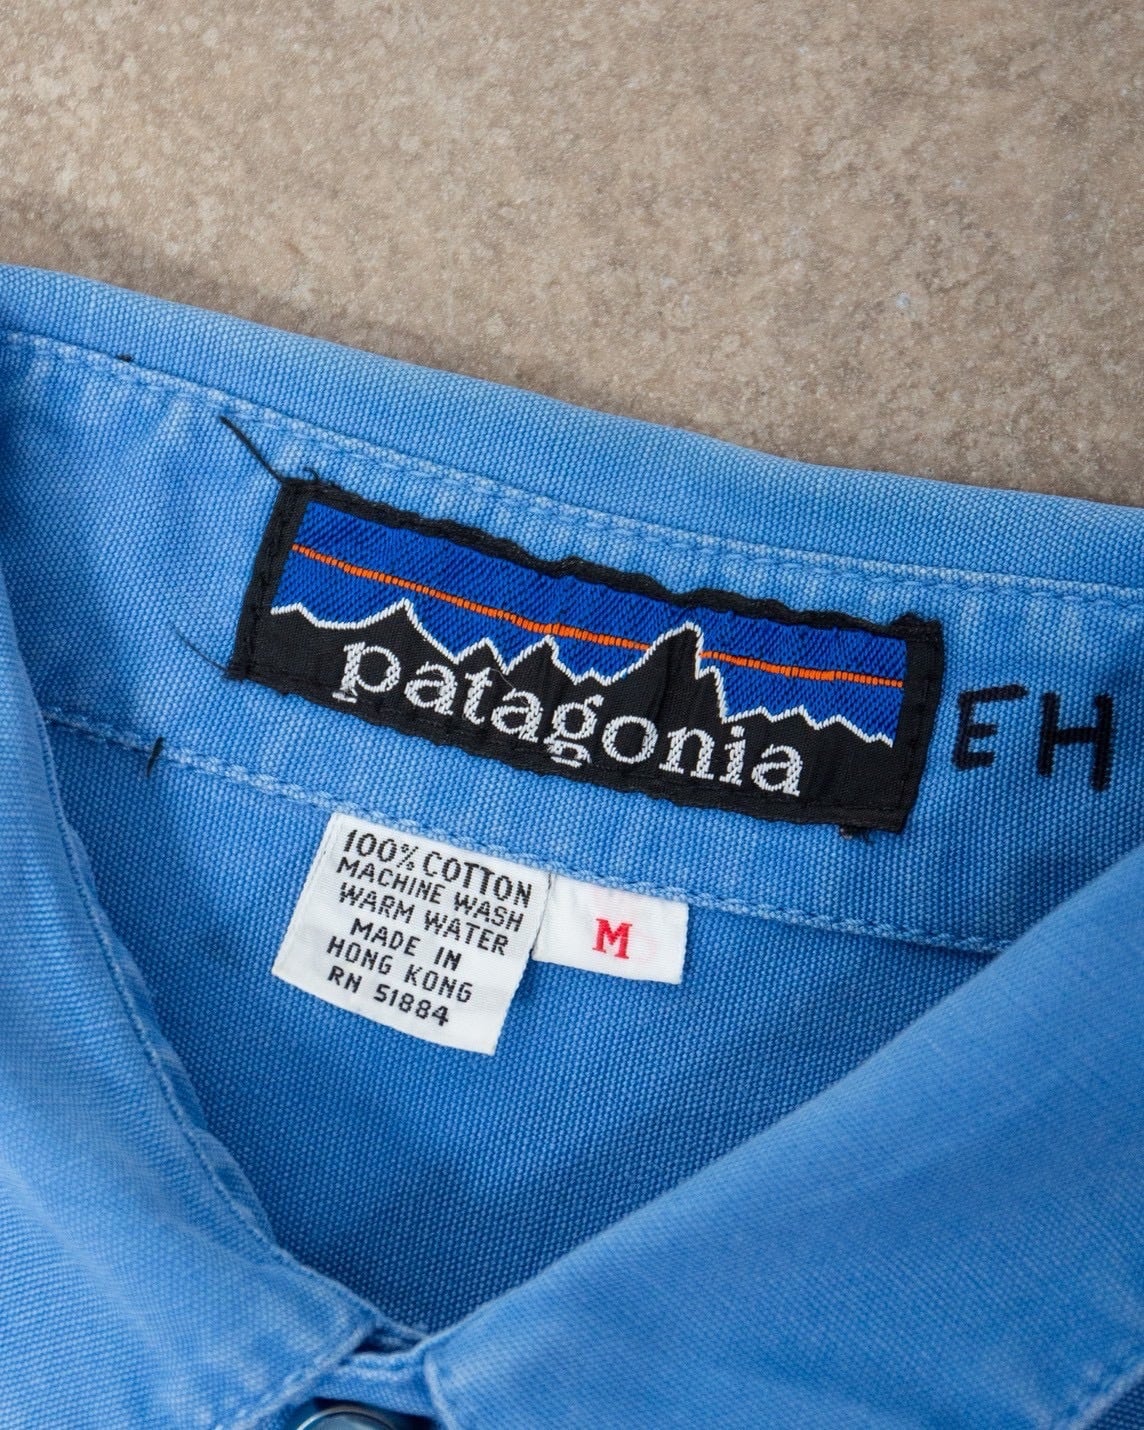 patagonia
EH
100% COTTON
MACHINE WASH
WARM WATER
MADE IN
HONG KONG
RN 51884
M